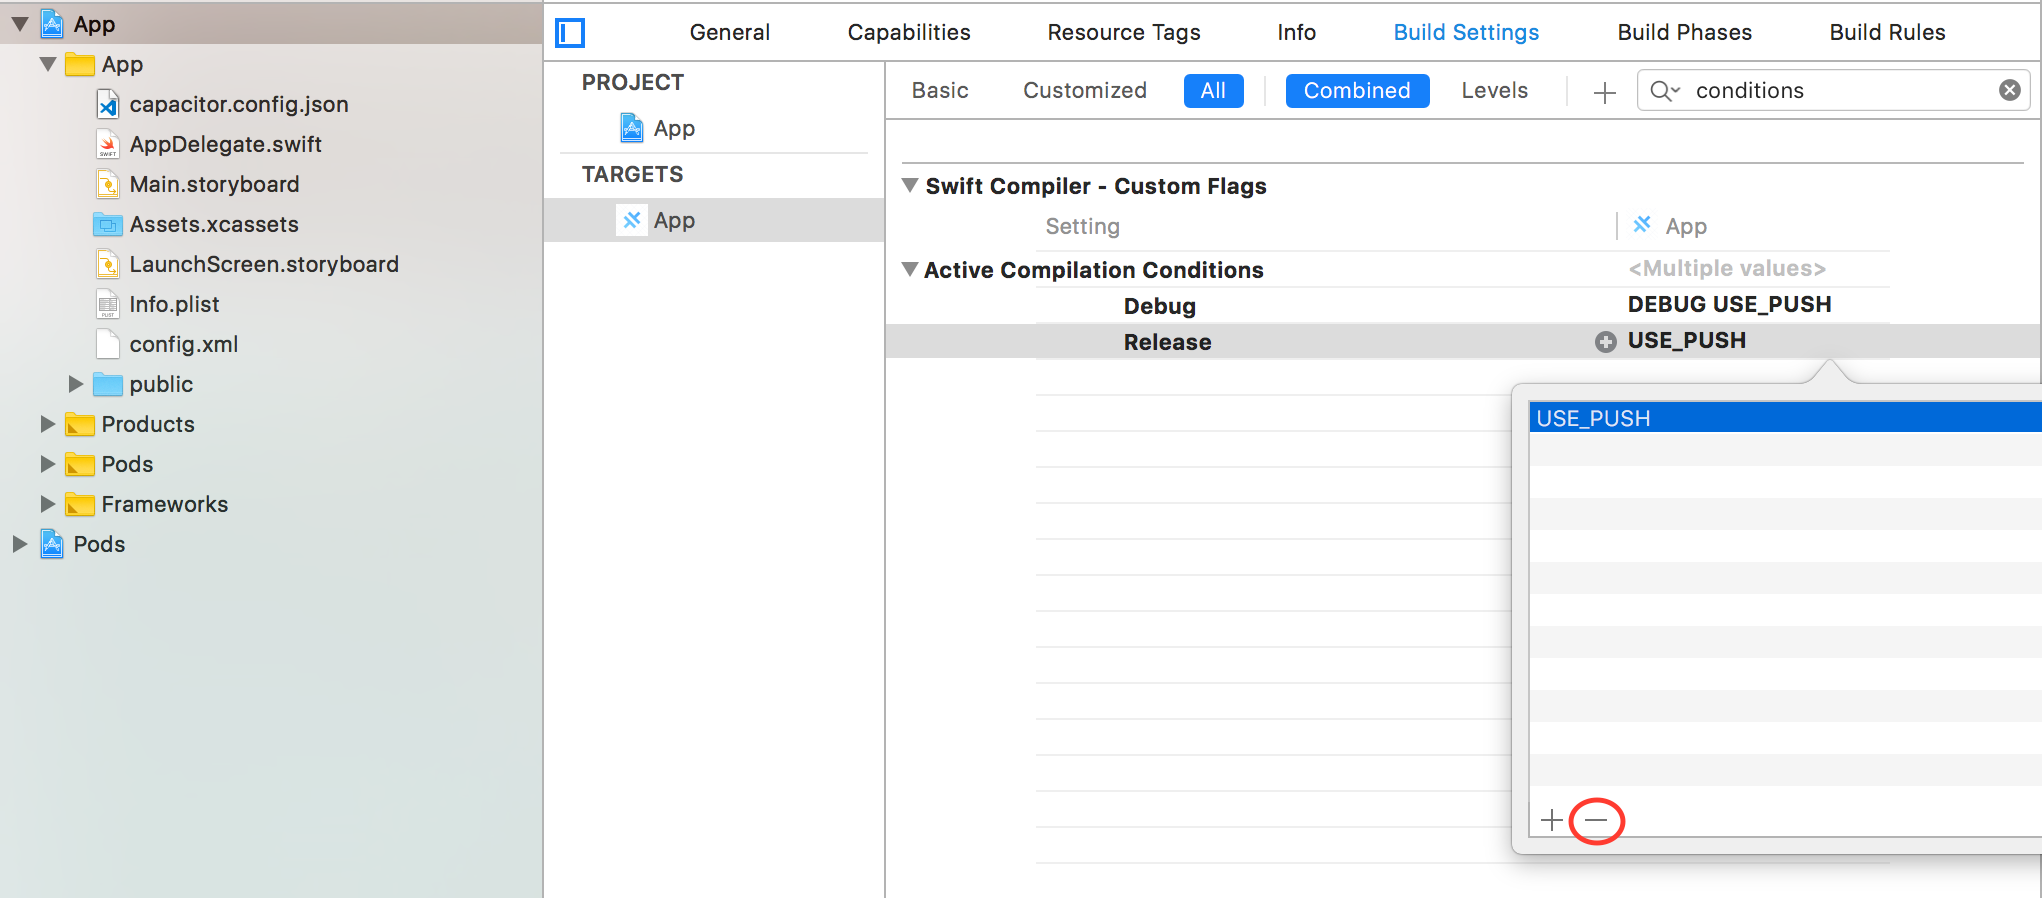 App
App
capacitor.config.json
AppDelegate.swift
Main.storyboard
Assets.xcassets
LaunchScreen.storyboard
Info.plist
config.xml
public
Products
Pods
Frameworks
Pods
General Capabilities Resource Tags Info Build Settings Build Phases Build Rules
PROJECT
App
TARGETS
App
Basic Customized All Combined Levels + conditions
Swift Compiler - Custom Flags
Setting App
Active Compilation Conditions <Multiple values>
Debug DEBUG USE_PUSH
Release USE_PUSH
USE_PUSH